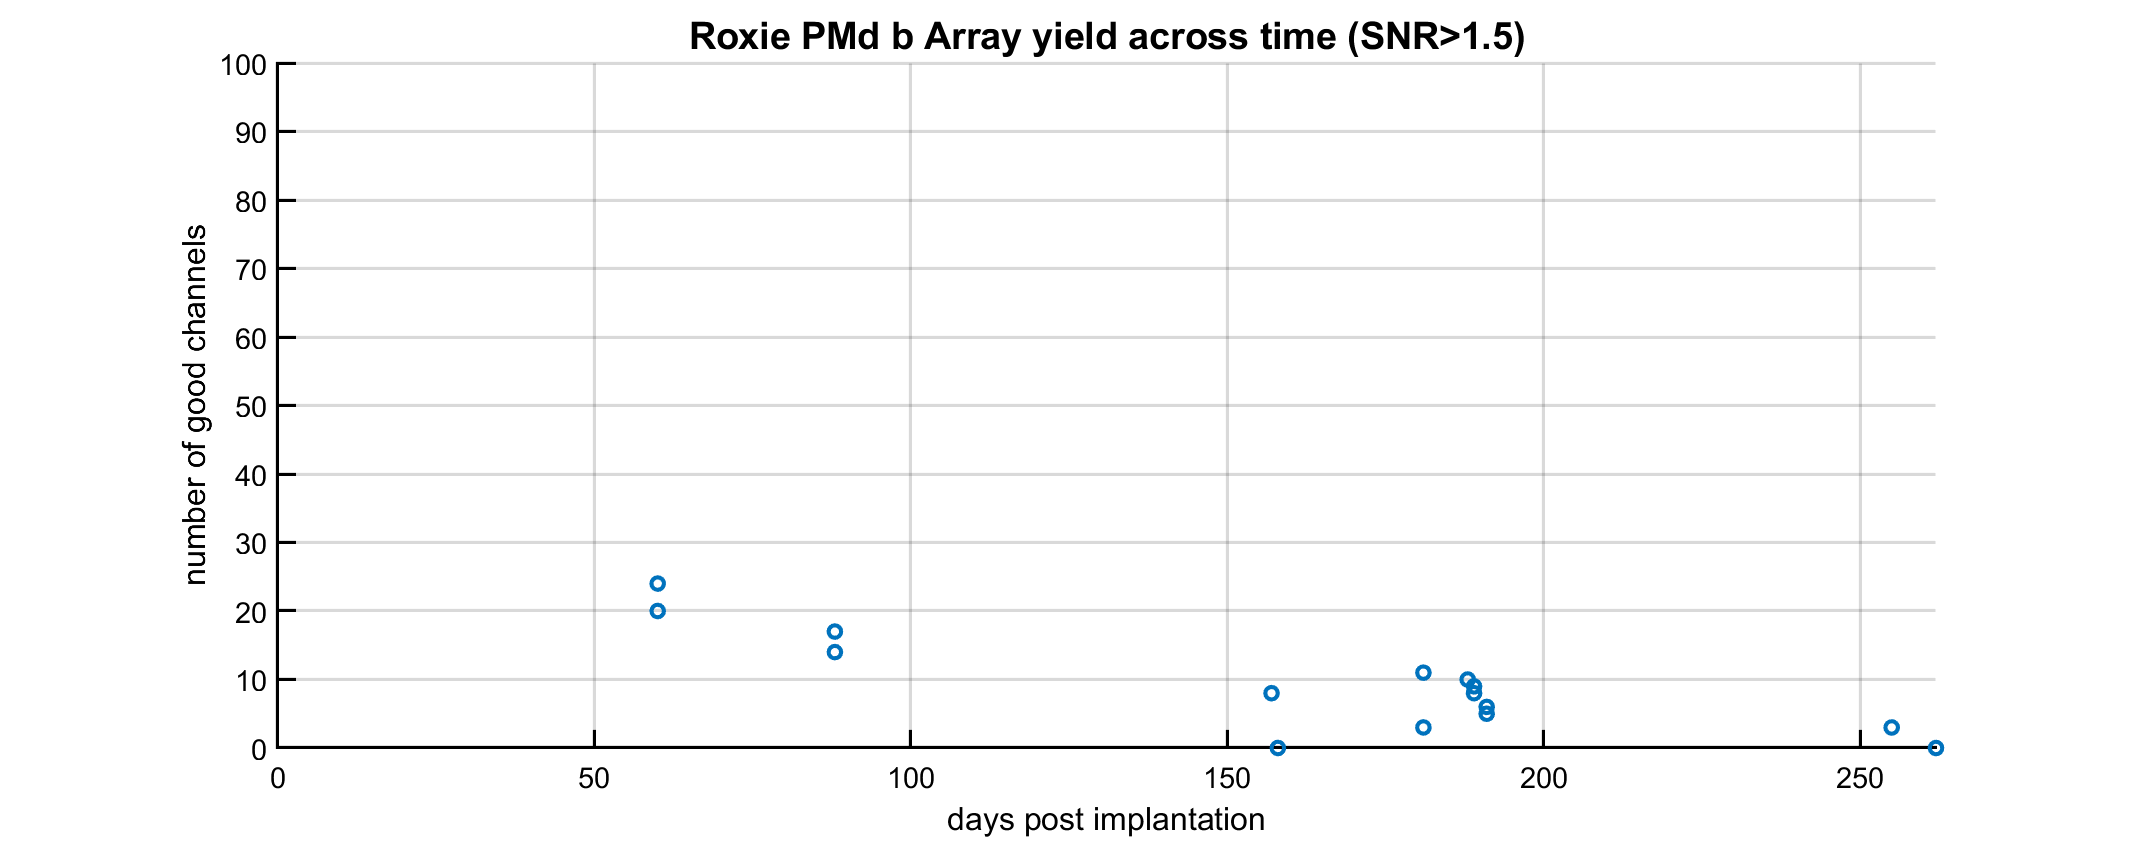 Roxie PMd b Array yield across time (SNR>1.5)
100
90
80
70
60
50
40
30
20
10
0
number of good channels
0 50 100 150 200 250
days post implantation